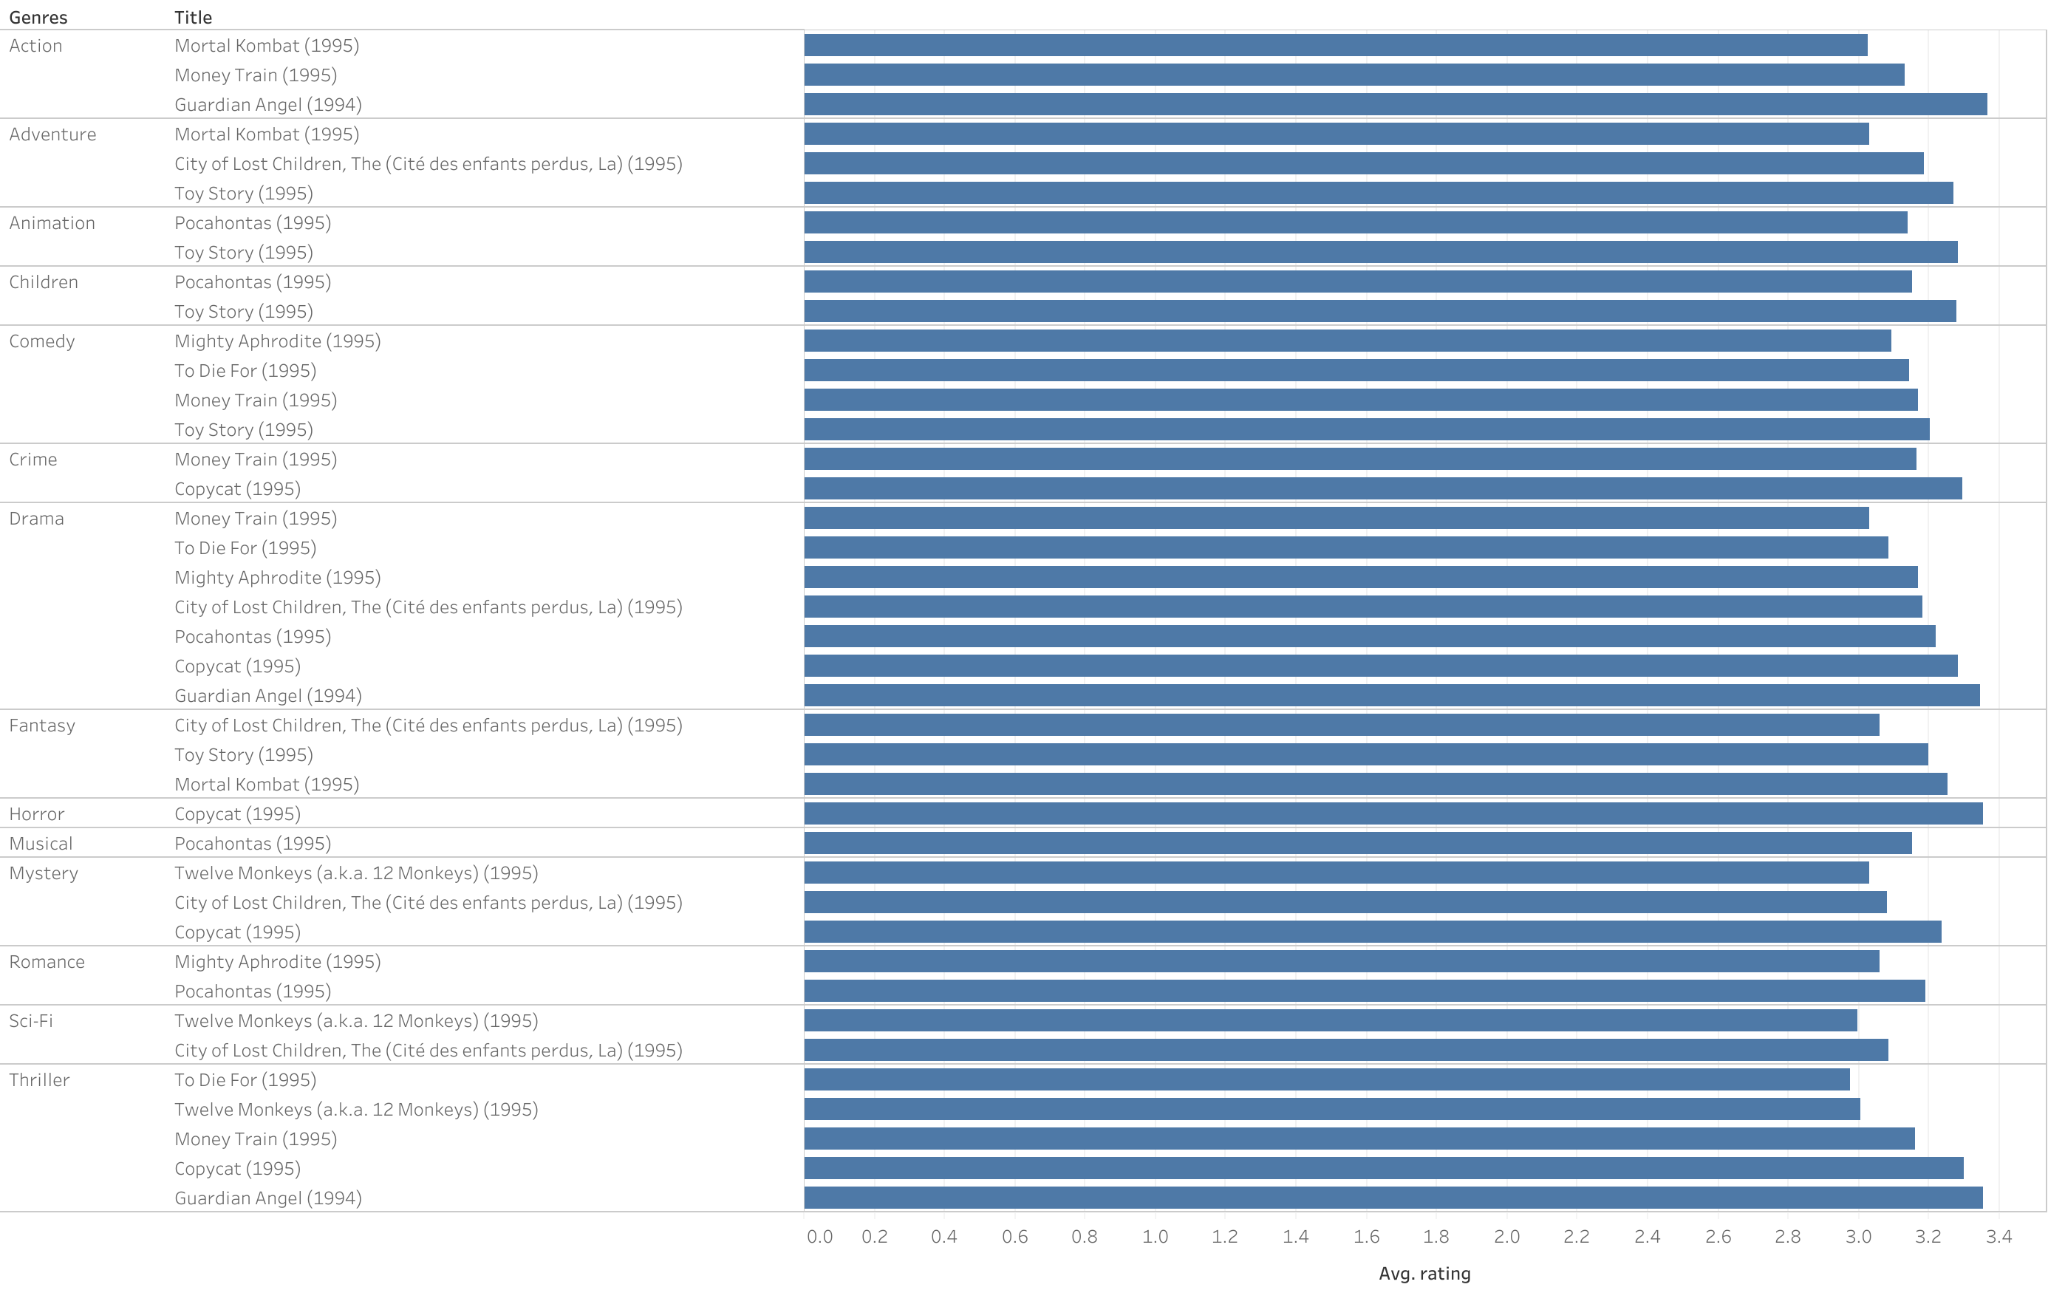 Genres Title
Action Mortal Kombat (1995)
Money Train (1995)
Guardian Angel (1994)
Adventure Mortal Kombat (1995)
City of Lost Children, The (Cité des enfants perdus, La) (1995)
Toy Story (1995)
Animation Pocahontas (1995)
Toy Story (1995)
Children Pocahontas (1995)
Toy Story (1995)
Comedy Mighty Aphrodite (1995)
To Die For (1995)
Money Train (1995)
Toy Story (1995)
Crime Money Train (1995)
Copycat (1995)
Drama Money Train (1995)
To Die For (1995)
Mighty Aphrodite (1995)
City of Lost Children, The (Cité des enfants perdus, La) (1995)
Pocahontas (1995)
Copycat (1995)
Guardian Angel (1994)
Fantasy City of Lost Children, The (Cité des enfants perdus, La) (1995)
Toy Story (1995)
Mortal Kombat (1995)
Horror Copycat (1995)
Musical Pocahontas (1995)
Mystery Twelve Monkeys (a.k.a. 12 Monkeys) (1995)
City of Lost Children, The (Cité des enfants perdus, La) (1995)
Copycat (1995)
Romance Mighty Aphrodite (1995)
Pocahontas (1995)
Sci-Fi Twelve Monkeys (a.k.a. 12 Monkeys) (1995)
City of Lost Children, The (Cité des enfants perdus, La) (1995)
Thriller To Die For (1995)
Twelve Monkeys (a.k.a. 12 Monkeys) (1995)
Money Train (1995)
Copycat (1995)
Guardian Angel (1994)
0.0 0.2 0.4 0.6 0.8 1.0 1.2 1.4 1.6 1.8 2.0 2.2 2.4 2.6 2.8 3.0 3.2 3.4
Avg. rating